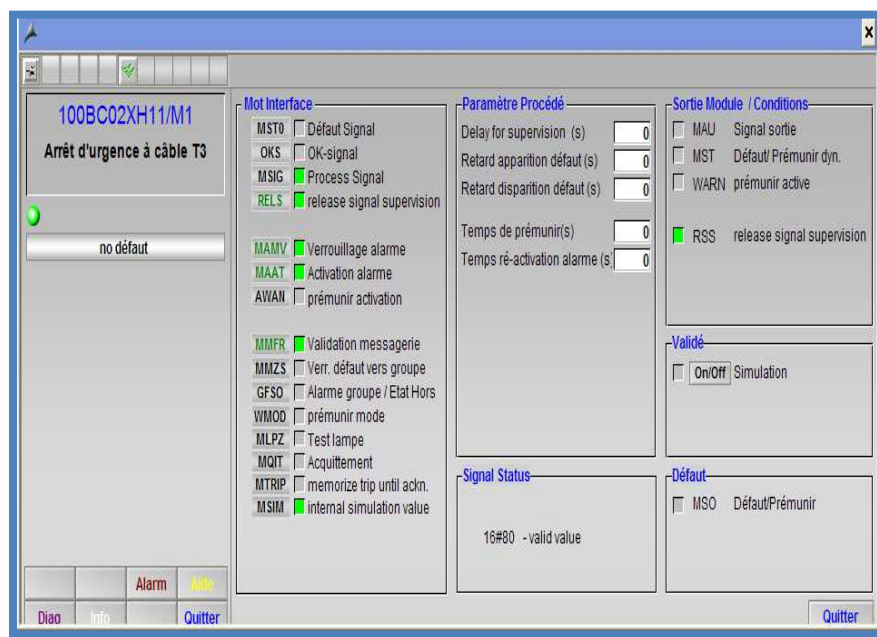 100BC02XH11/M1
Arrêt d'urgence à câble T3
no défaut
Alarm
Aide
Diag Info Quitter
Mot Interface
MST0 Défaut Signal
OKS OK-signal
MSIG Process Signal
RELS release signal supervision
MAMV Verrouillage alarme
MAAT Activation alarme
AWAN prémunir activation
MMFR Validation messagerie
MMZS Verr. défaut vers groupe
GFSO Alarme groupe / Etat Hors
WMOD prémunir mode
MLPZ Test lampe
MQIT Acquittement
MTRIP memorize trip until ackn.
MSIM internal simulation value
Paramètre Procédé
Delay for supervision (s) 0
Retard apparition défaut (s) 0
Retard disparition défaut (s) 0
Temps de prémunir(s) 0
Temps ré-activation alarme (s) 0
Signal Status
16#80 - valid value
Sortie Module / Conditions
MAU Signal sortie
MST Défaut/ Prémunir dyn.
WARN prémunir active
RSS release signal supervision
Validé
On/Off Simulation
Défaut
MSO Défaut/Prémunir
Quitter